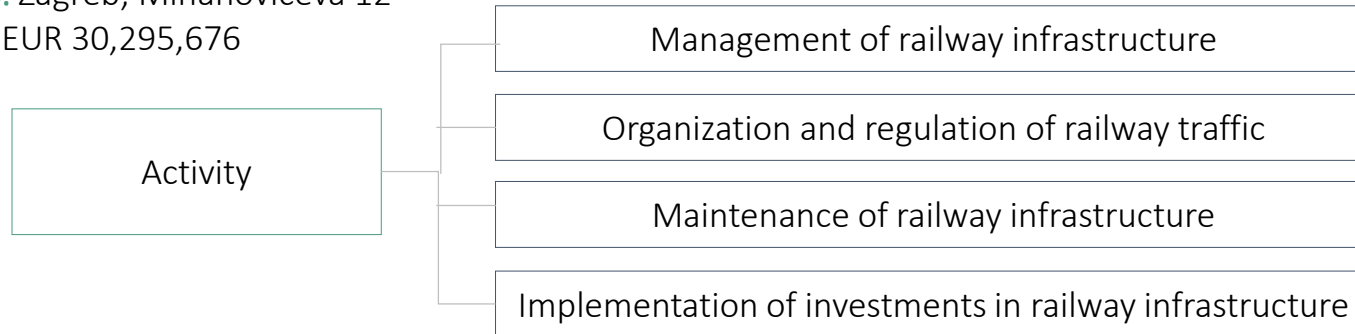 : Zagreb, Mihanovićeva 12
EUR 30,295,676
Activity
Management of railway infrastructure
Organization and regulation of railway traffic
Maintenance of railway infrastructure
Implementation of investments in railway infrastructure